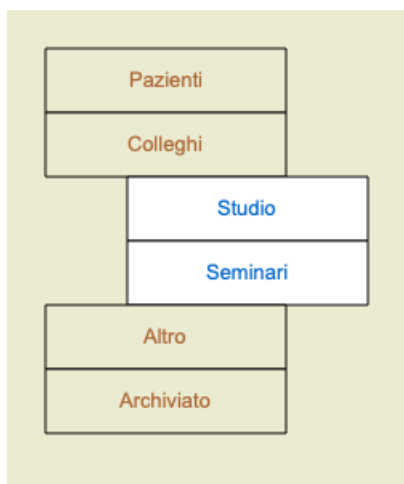 Pazienti
Colleghi
Studio
Seminari
Altro
Archiviato